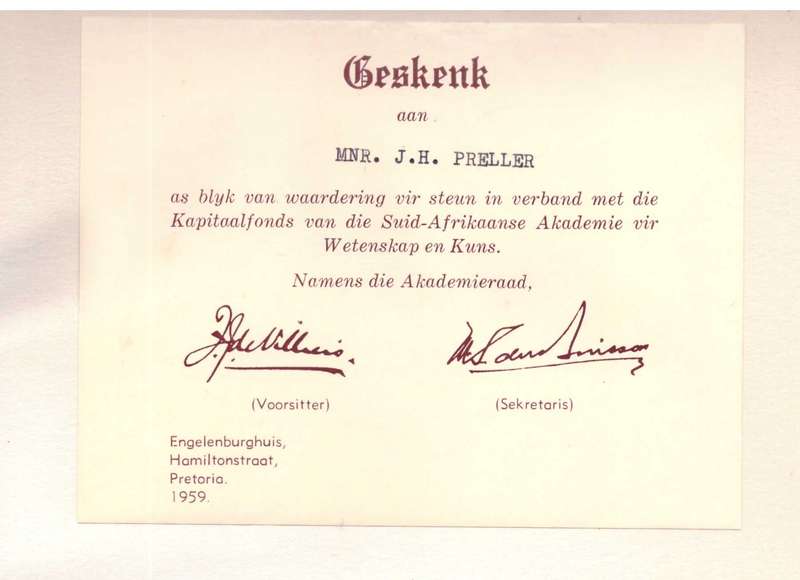 Geskenk
aan
MNR. J.H. PRELLER
as blyk van waardering vir steun in verband met die
Kapitaalfonds van die Suid-Afrikaanse Akademie vir
Wetenskap en Kuns.
Namens die Akademieraad,
(Voorsitter) (Sekretaris)
Engelenburghuis,
Hamiltonstraat,
Pretoria.
1959.